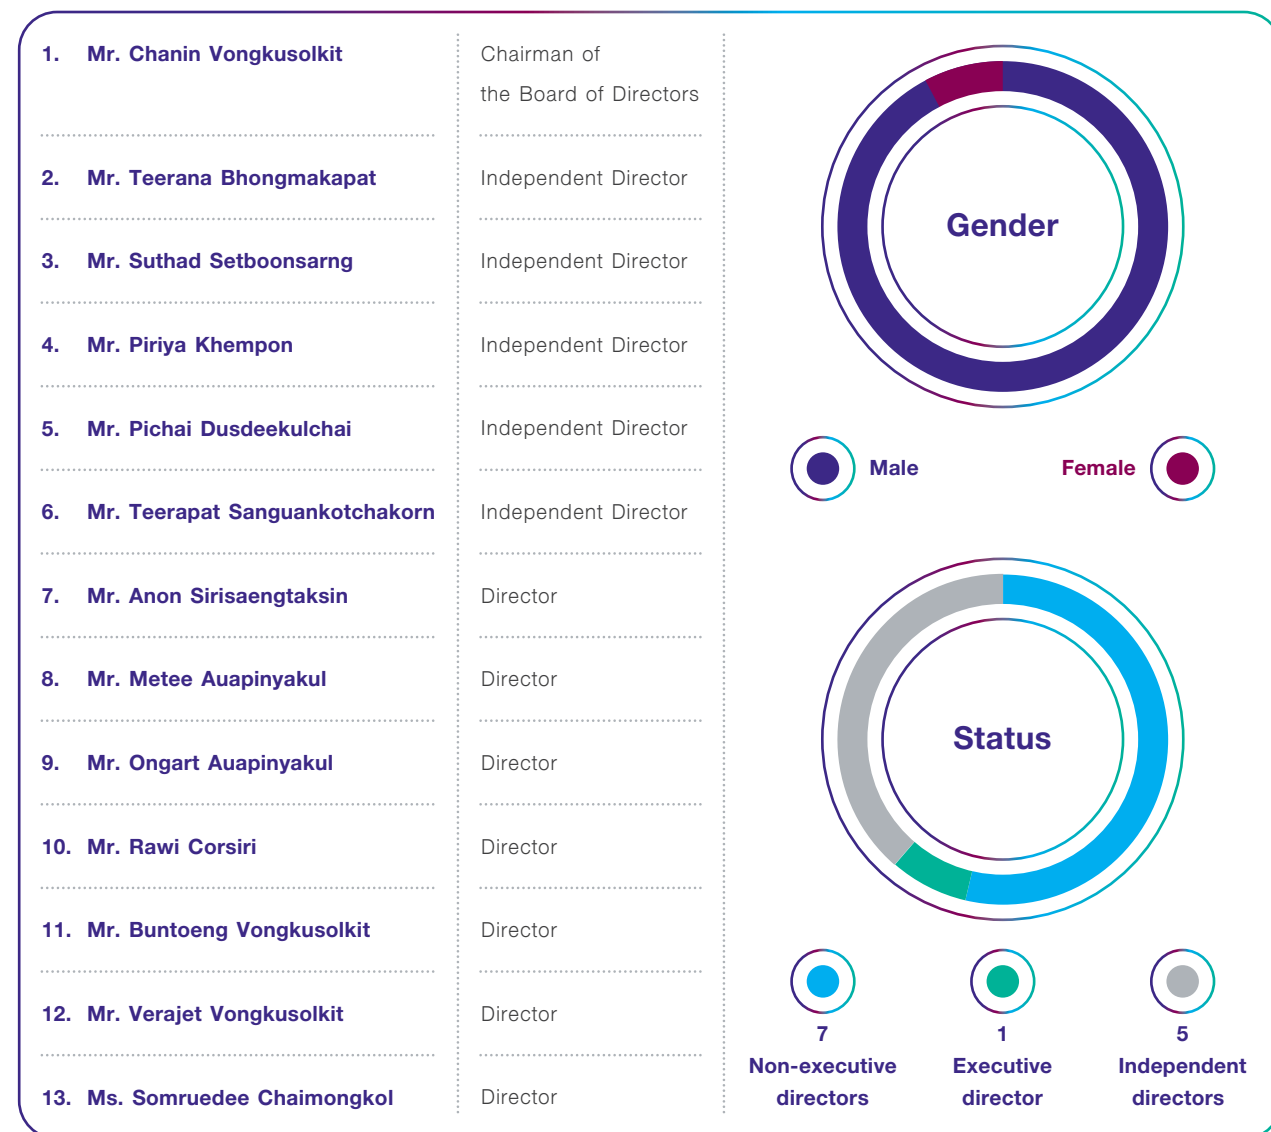 1. Mr. Chanin Vongkusolkit Chairman of
the Board of Directors
2. Mr. Teerana Bhongmakapat Independent Director
3. Mr. Suthad Setboonsarng Independent Director
4. Mr. Piriya Khempon Independent Director
5. Mr. Pichai Dusdeekulchai Independent Director
6. Mr. Teerapat Sanguankotchakorn Independent Director
7. Mr. Anon Sirisaengtaksin Director
8. Mr. Metee Auapinyakul Director
9. Mr. Ongart Auapinyakul Director
10. Mr. Rawi Corsiri Director
11. Mr. Buntoeng Vongkusolkit Director
12. Mr. Verajet Vongkusolkit Director
13. Ms. Somruedee Chaimongkol Director
Gender
Male Female
Status
7 1 5
Non-executive Executive Independent
directors director directors